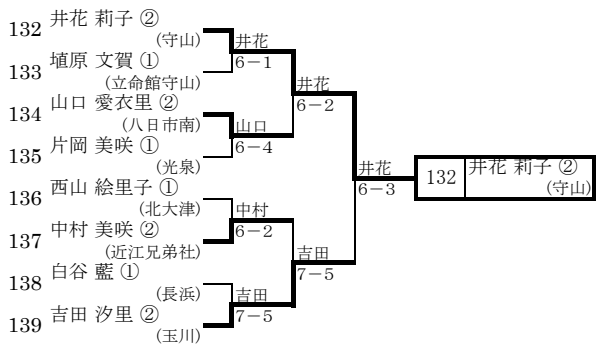 132 井花 莉子 ②
(守山)
133 埴原 文賀 ①
(立命館守山)
134 山口 愛衣里 ②
(八日市南)
135 片岡 美咲 ①
(光泉)
136 西山 絵里子 ①
(北大津)
137 中村 美咲 ②
(近江兄弟社)
138 白谷 藍 ①
(長浜)
139 吉田 汐里 ②
(玉川)
井花
6-1
山口
6-4
中村
6-2
吉田
7-5
井花
6-2
吉田
7-5
井花
6-3
132 井花 莉子 ②
(守山)